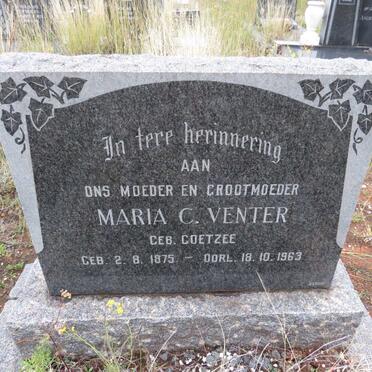 In tere herinnering
AAN
ONS MOEDER EN GROOTMOEDER
MARIA C. VENTER
GEB. COETZEE
GEB. 2. 8. 1875 - OORL. 18. 10. 1963